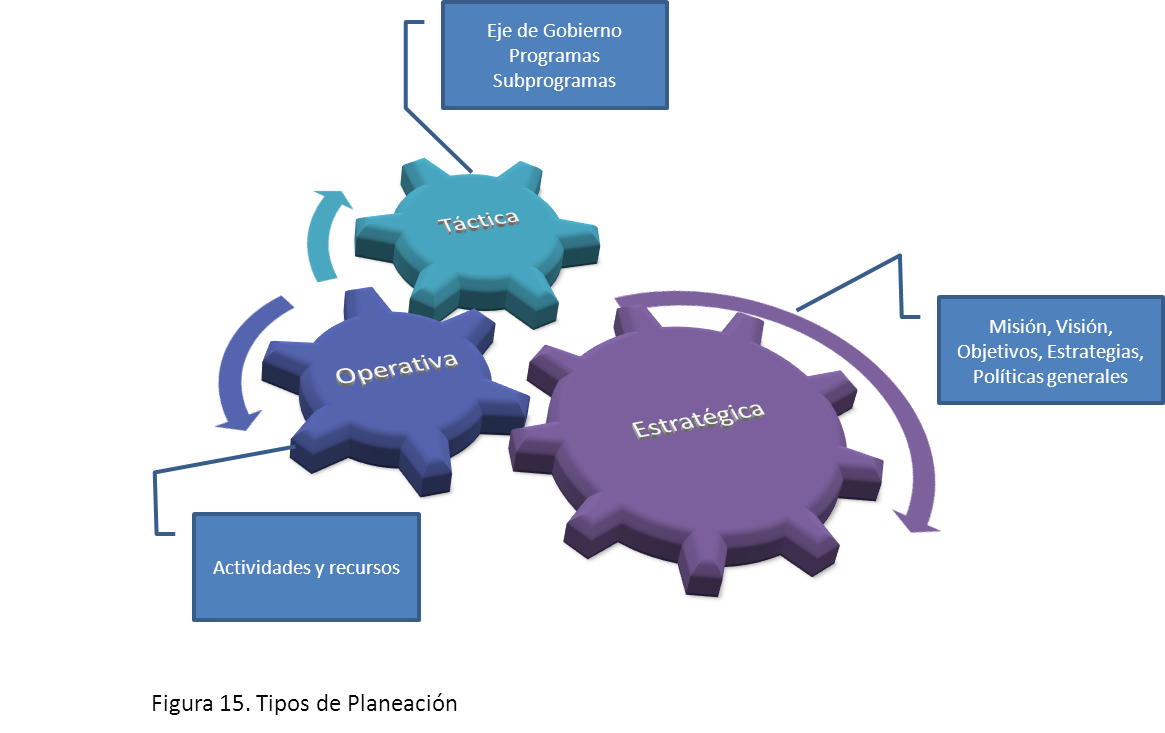 Eje de Gobierno
Programas
Subprogramas
Táctica
Operativa
Estratégica
Misión, Visión,
Objetivos, Estrategias,
Políticas generales
Actividades y recursos
Figura 15. Tipos de Planeación